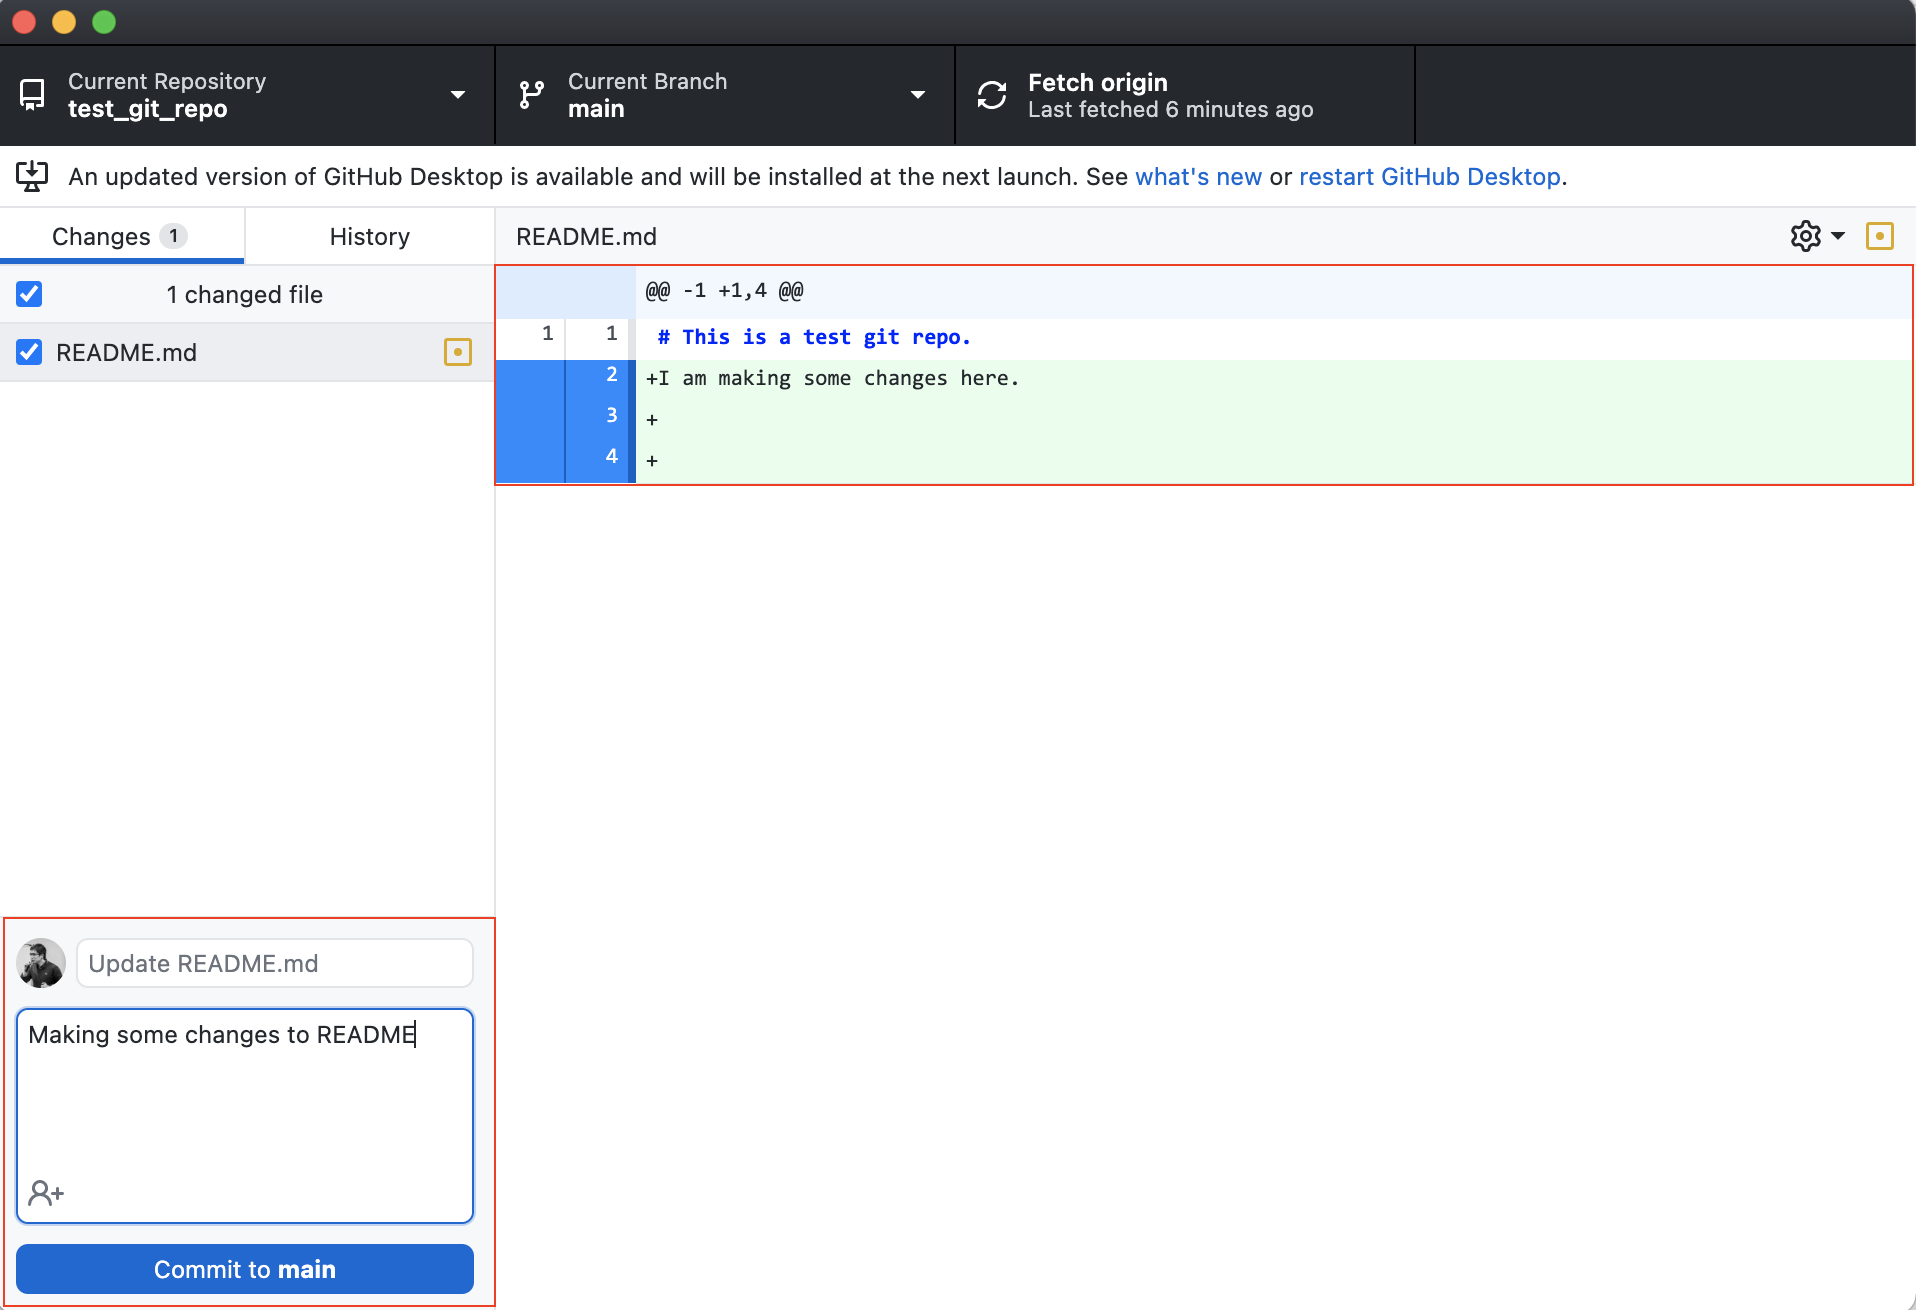 Current Repository
test_git_repo
Current Branch
main
Fetch origin
Last fetched 6 minutes ago
An updated version of GitHub Desktop is available and will be installed at the next launch. See what's new or restart GitHub Desktop.
Changes 1
History
README.md
1 changed file
README.md
@@ -1 +1,4 @@
1 1 # This is a test git repo.
2 +I am making some changes here.
3 +
4 +
Update README.md
Making some changes to README
Commit to main